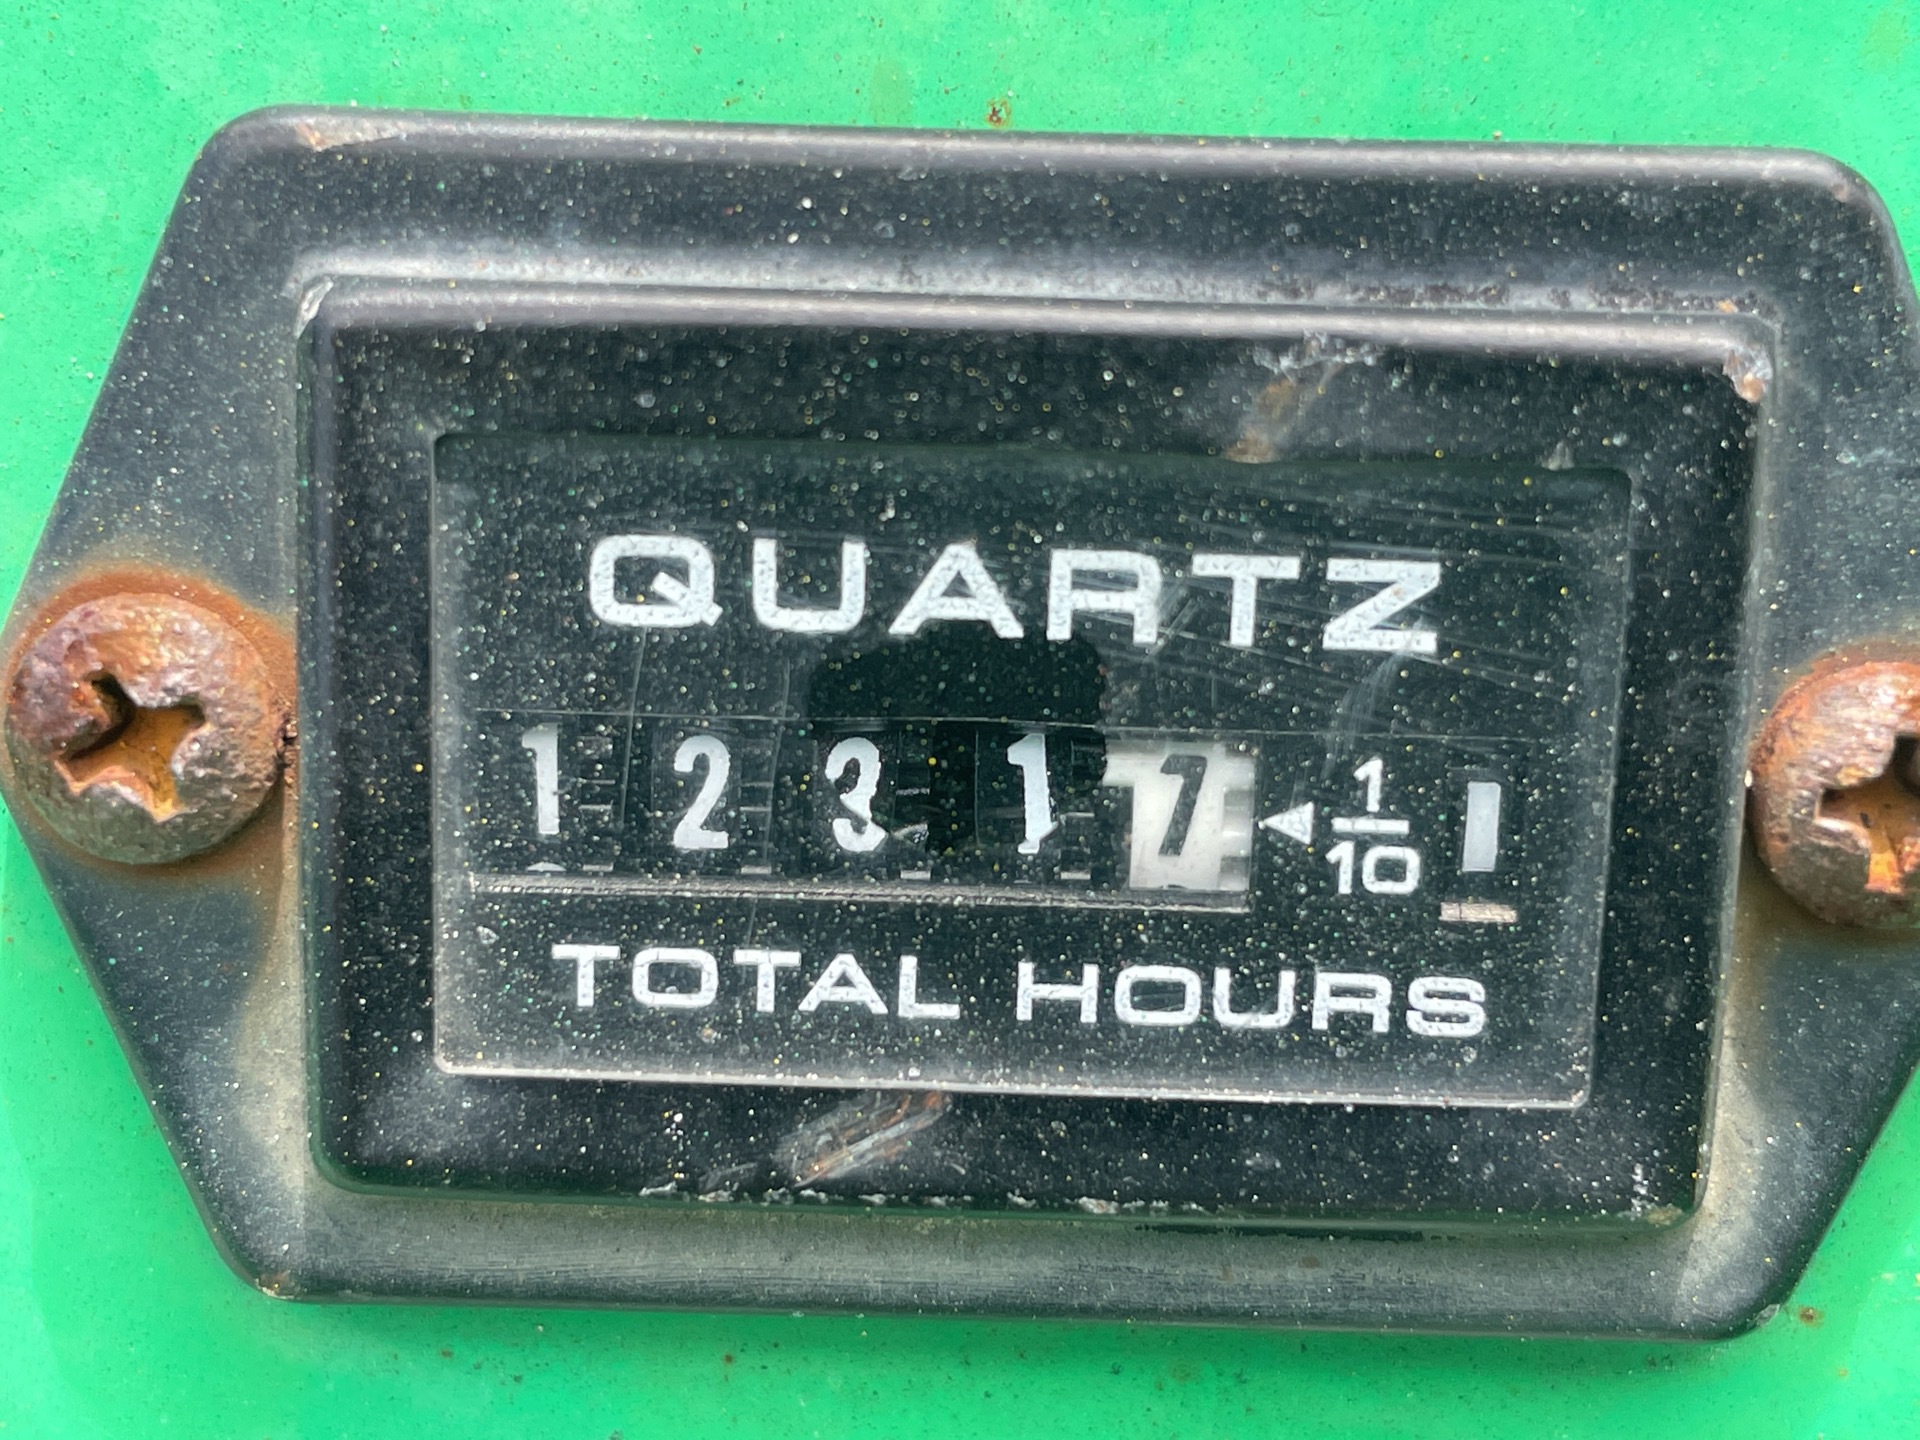 QUARTZ
1 2 3 1 7 ◀ 1/10
TOTAL HOURS